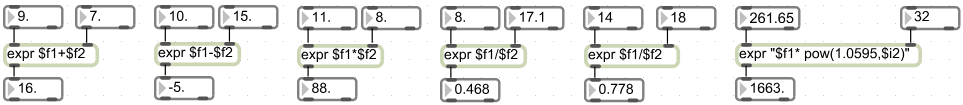 9. 7. 10. 15. 11. 8. 8. 17.1 14 18 261.65 32
expr $f1+$f2 expr $f1-$f2 expr $f1*$f2 expr $f1/$f2 expr $f1/$f2 expr "$f1* pow(1.0595,$i2)"
16. -5. 88. 0.468 0.778 1663.